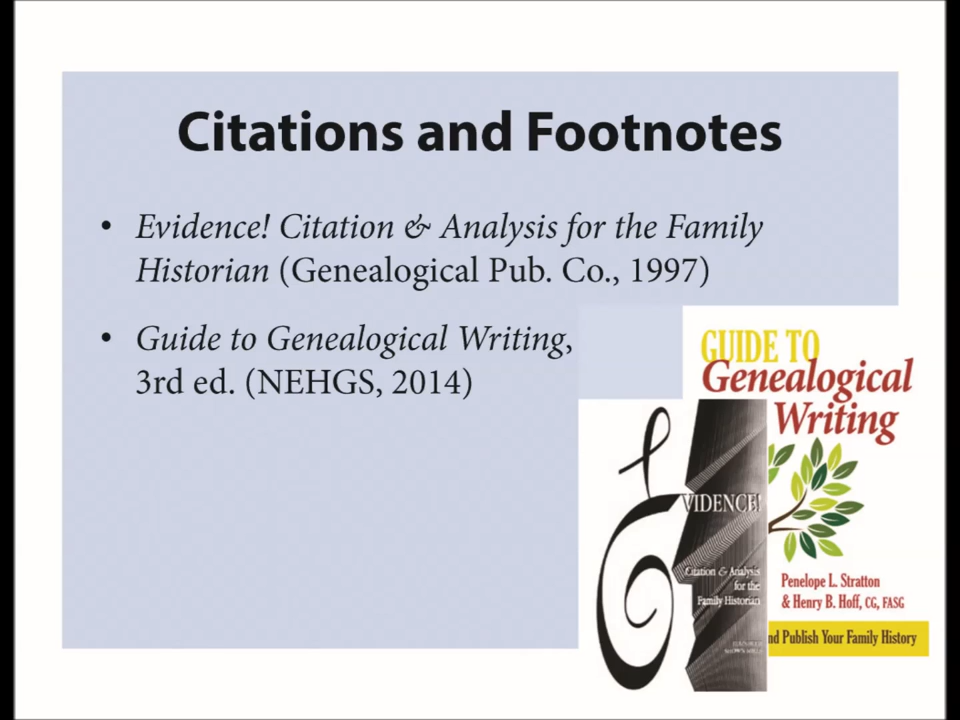 Citations and Footnotes
• Evidence! Citation & Analysis for the Family
Historian (Genealogical Pub. Co., 1997)
• Guide to Genealogical Writing,
3rd ed. (NEHGS, 2014)
GUIDE TO
Genealogical
Writing
EVIDENCE!
Citation & Analysis
for the
Family Historian
Penelope L. Stratton
& Henry B. Hoff, CG, FASG
nd Publish Your Family History